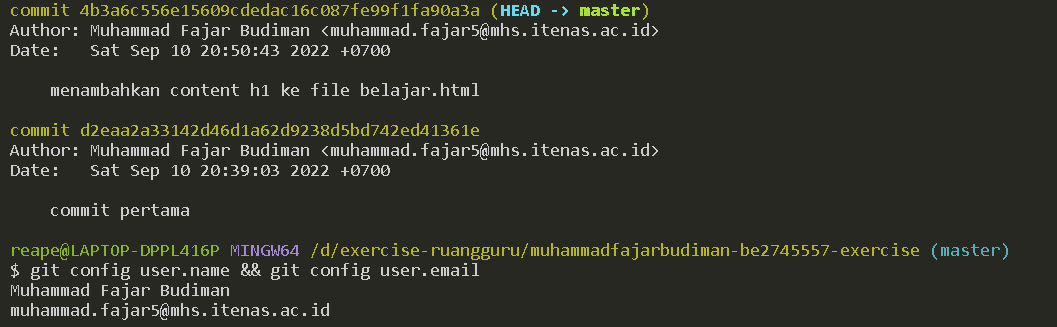 commit 4b3a6c556e15609cdedac16c087fe99f1fa90a3a (HEAD -> master)
Author: Muhammad Fajar Budiman <muhammad.fajar5@mhs.itenas.ac.id>
Date:   Sat Sep 10 20:50:43 2022 +0700
menambahkan content h1 ke file belajar.html
commit d2eaa2a33142d46d1a62d9238d5bd742ed41361e
Author: Muhammad Fajar Budiman <muhammad.fajar5@mhs.itenas.ac.id>
Date:   Sat Sep 10 20:39:03 2022 +0700
commit pertama
reape@LAPTOP-DPPL416P MINGW64 /d/exercise-ruangguru/muhammadfajarbudiman-be2745557-exercise (master)
$ git config user.name && git config user.email
Muhammad Fajar Budiman
muhammad.fajar5@mhs.itenas.ac.id